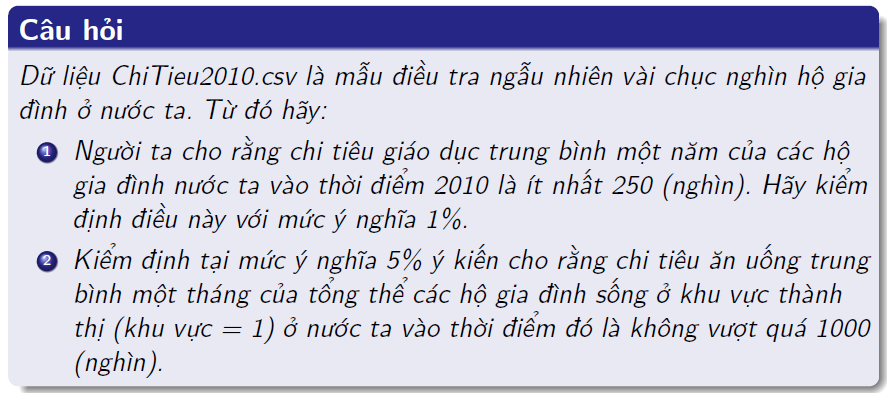 Câu hỏi
Dữ liệu ChiTieu2010.csv là mẫu điều tra ngẫu nhiên vài chục nghìn hộ gia
đình ở nước ta. Từ đó hãy:
1 Người ta cho rằng chi tiêu giáo dục trung bình một năm của các hộ
gia đình nước ta vào thời điểm 2010 là ít nhất 250 (nghìn). Hãy kiểm
định điều này với mức ý nghĩa 1%.
2 Kiểm định tại mức ý nghĩa 5% ý kiến cho rằng chi tiêu ăn uống trung
bình một tháng của tổng thể các hộ gia đình sống ở khu vực thành
thị (khu vực = 1) ở nước ta vào thời điểm đó là không vượt quá 1000
(nghìn).